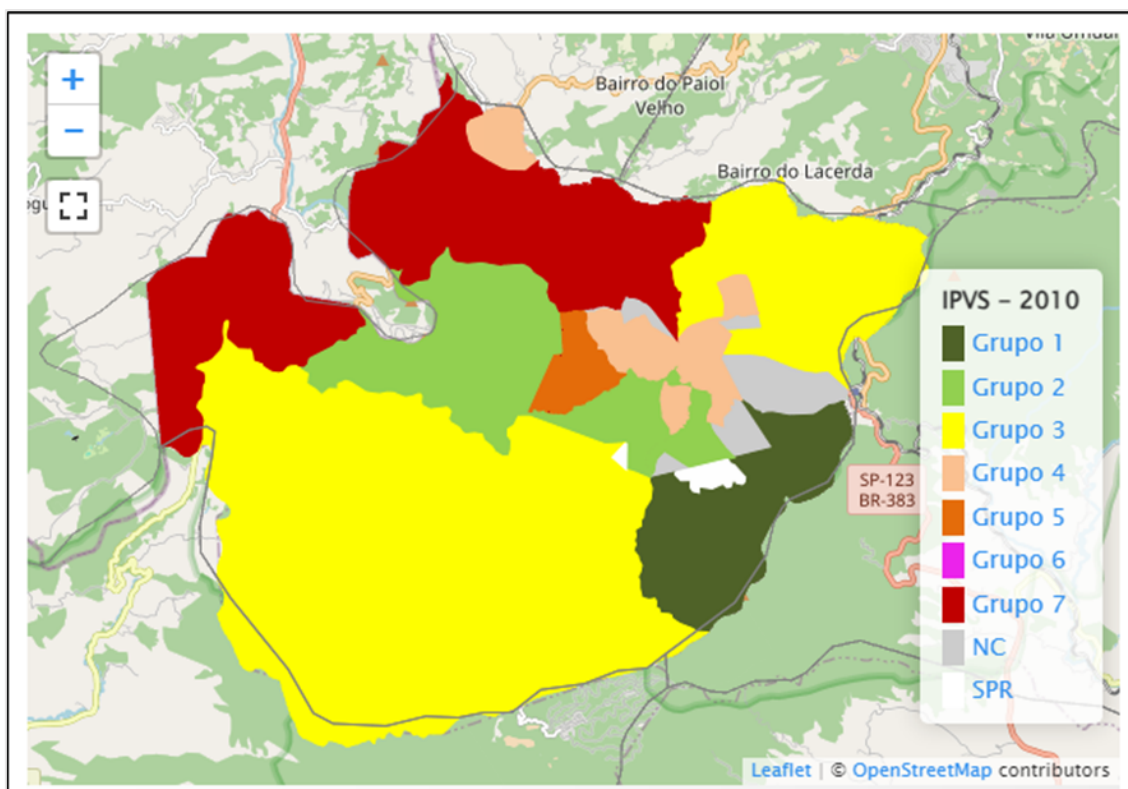 +
−
Bairro do Paiol
Velho
Bairro do Lacerda
IPVS - 2010
Grupo 1
Grupo 2
Grupo 3
Grupo 4
Grupo 5
Grupo 6
Grupo 7
NC
SPR
SP-123
BR-383
Leaflet | © OpenStreetMap contributors